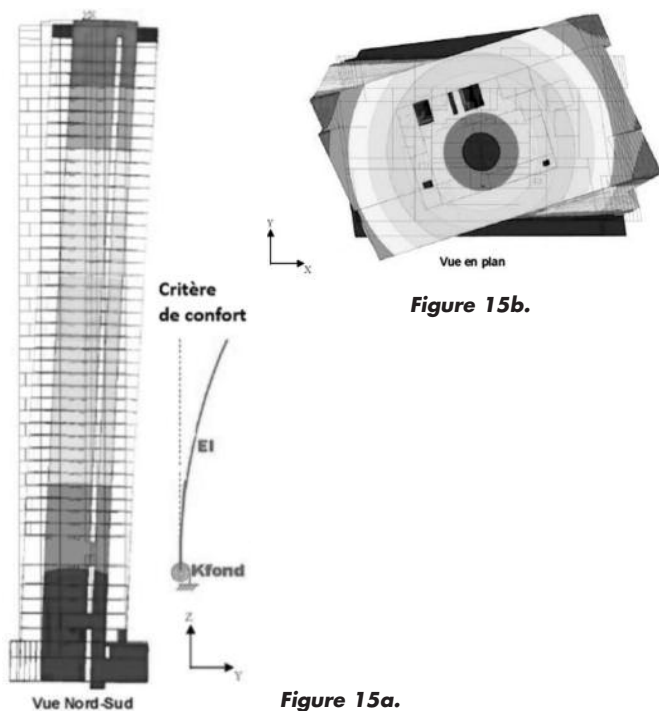 Critère
de confort
EI
Kfond
Z
Y
Vue Nord-Sud
Figure 15a.
Y
X
Vue en plan
Figure 15b.